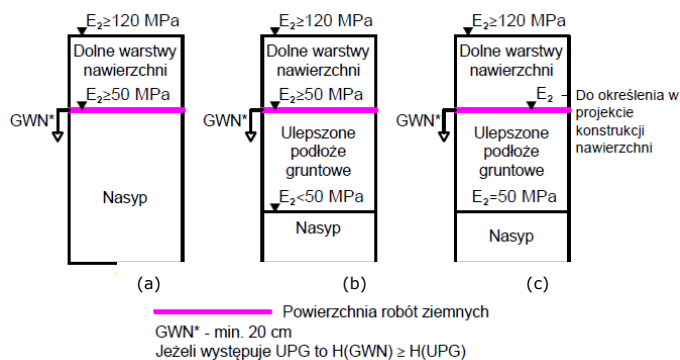 E₂≥120 MPa
Dolne warstwy
nawierzchni
E₂≥50 MPa
GWN*
Nasyp
(a)
E₂≥120 MPa
Dolne warstwy
nawierzchni
E₂≥50 MPa
GWN*
Ulepszone
podłoże
gruntowe
E₂<50 MPa
Nasyp
(b)
E₂≥120 MPa
Dolne warstwy
nawierzchni
E₂ – Do określenia w
projekcie
konstrukcji
nawierzchni
GWN*
Ulepszone
podłoże
gruntowe
E₂=50 MPa
Nasyp
(c)
Powierzchnia robót ziemnych
GWN* - min. 20 cm
Jeżeli występuje UPG to H(GWN) ≥ H(UPG)